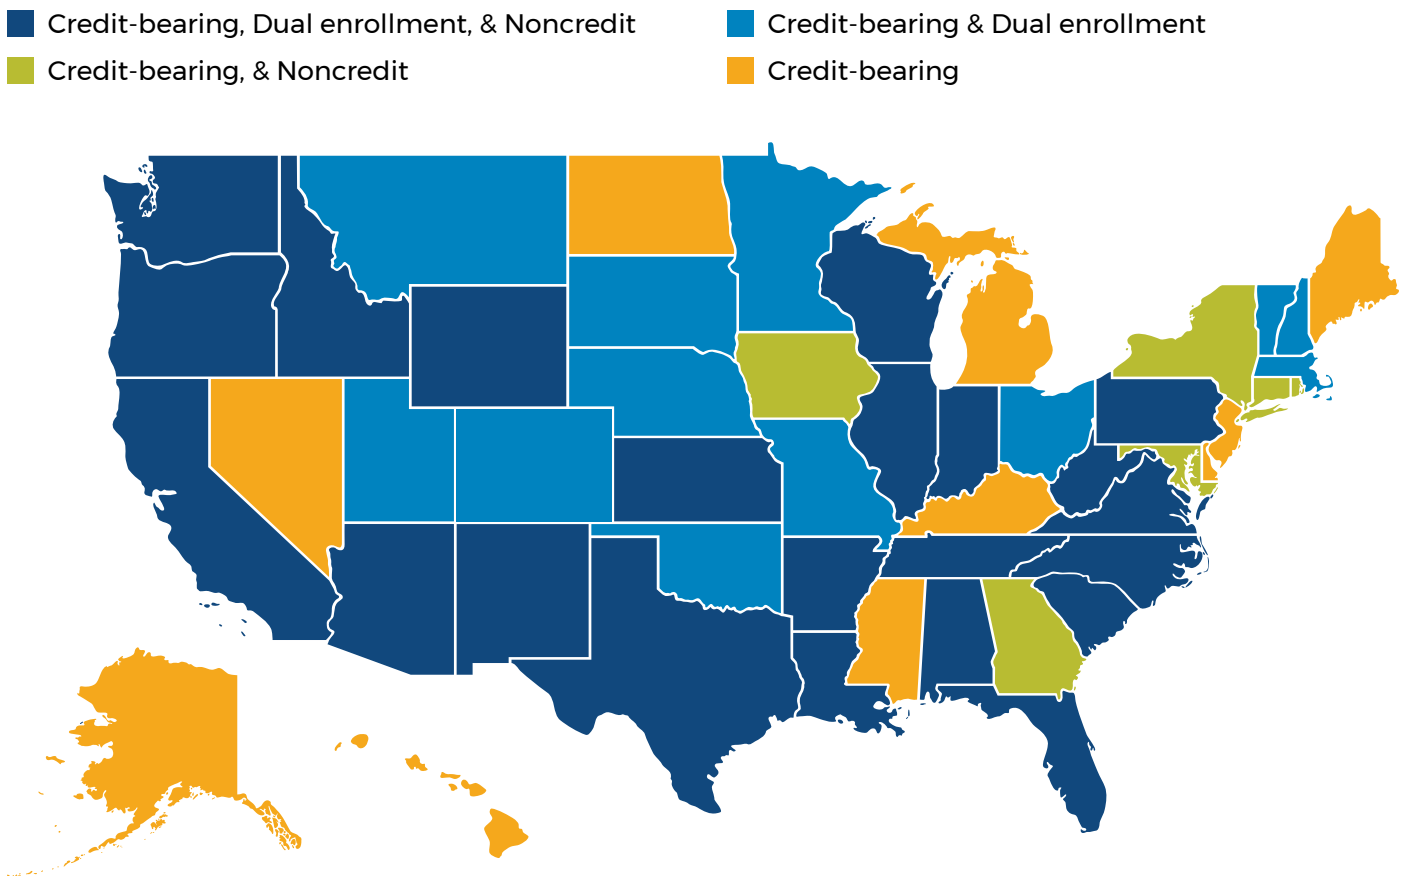 Credit-bearing, Dual enrollment, & Noncredit
Credit-bearing & Dual enrollment
Credit-bearing, & Noncredit
Credit-bearing